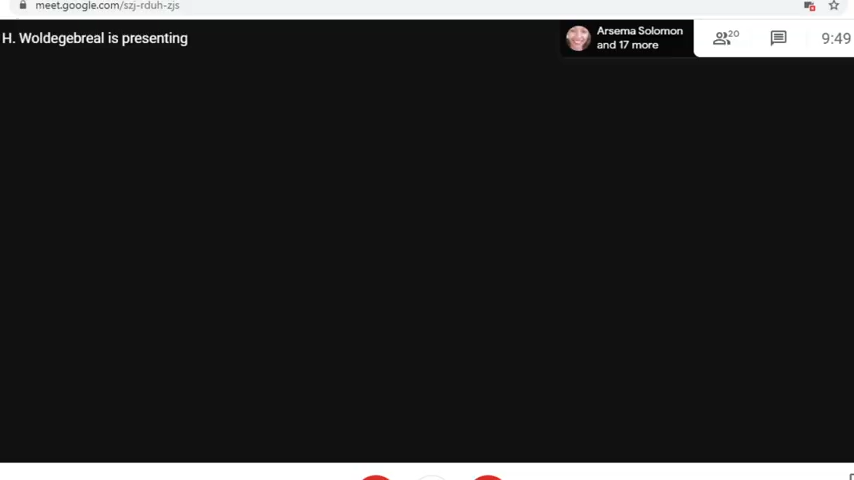 meet.google.com/szj-rduh-zjs
H. Woldegebreal is presenting
Arsema Solomon
and 17 more
20
9:49